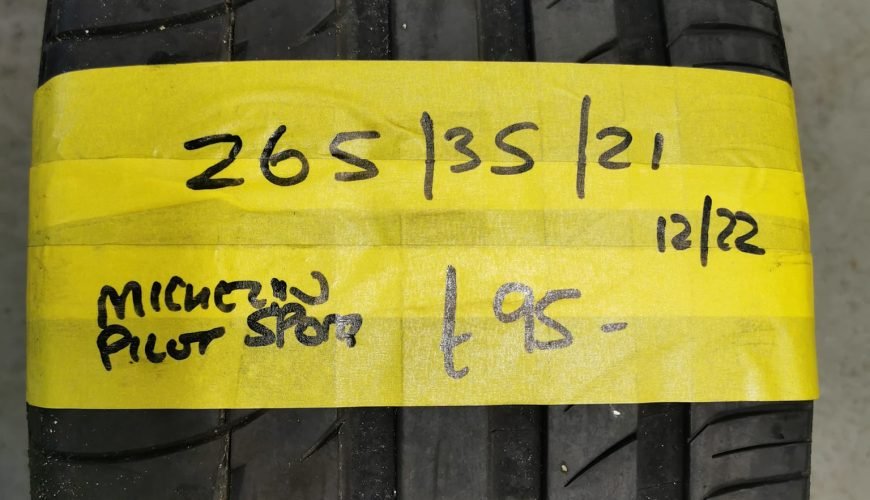 265/35/21
12/22
MICHELIN
PILOT SPORT
£95-